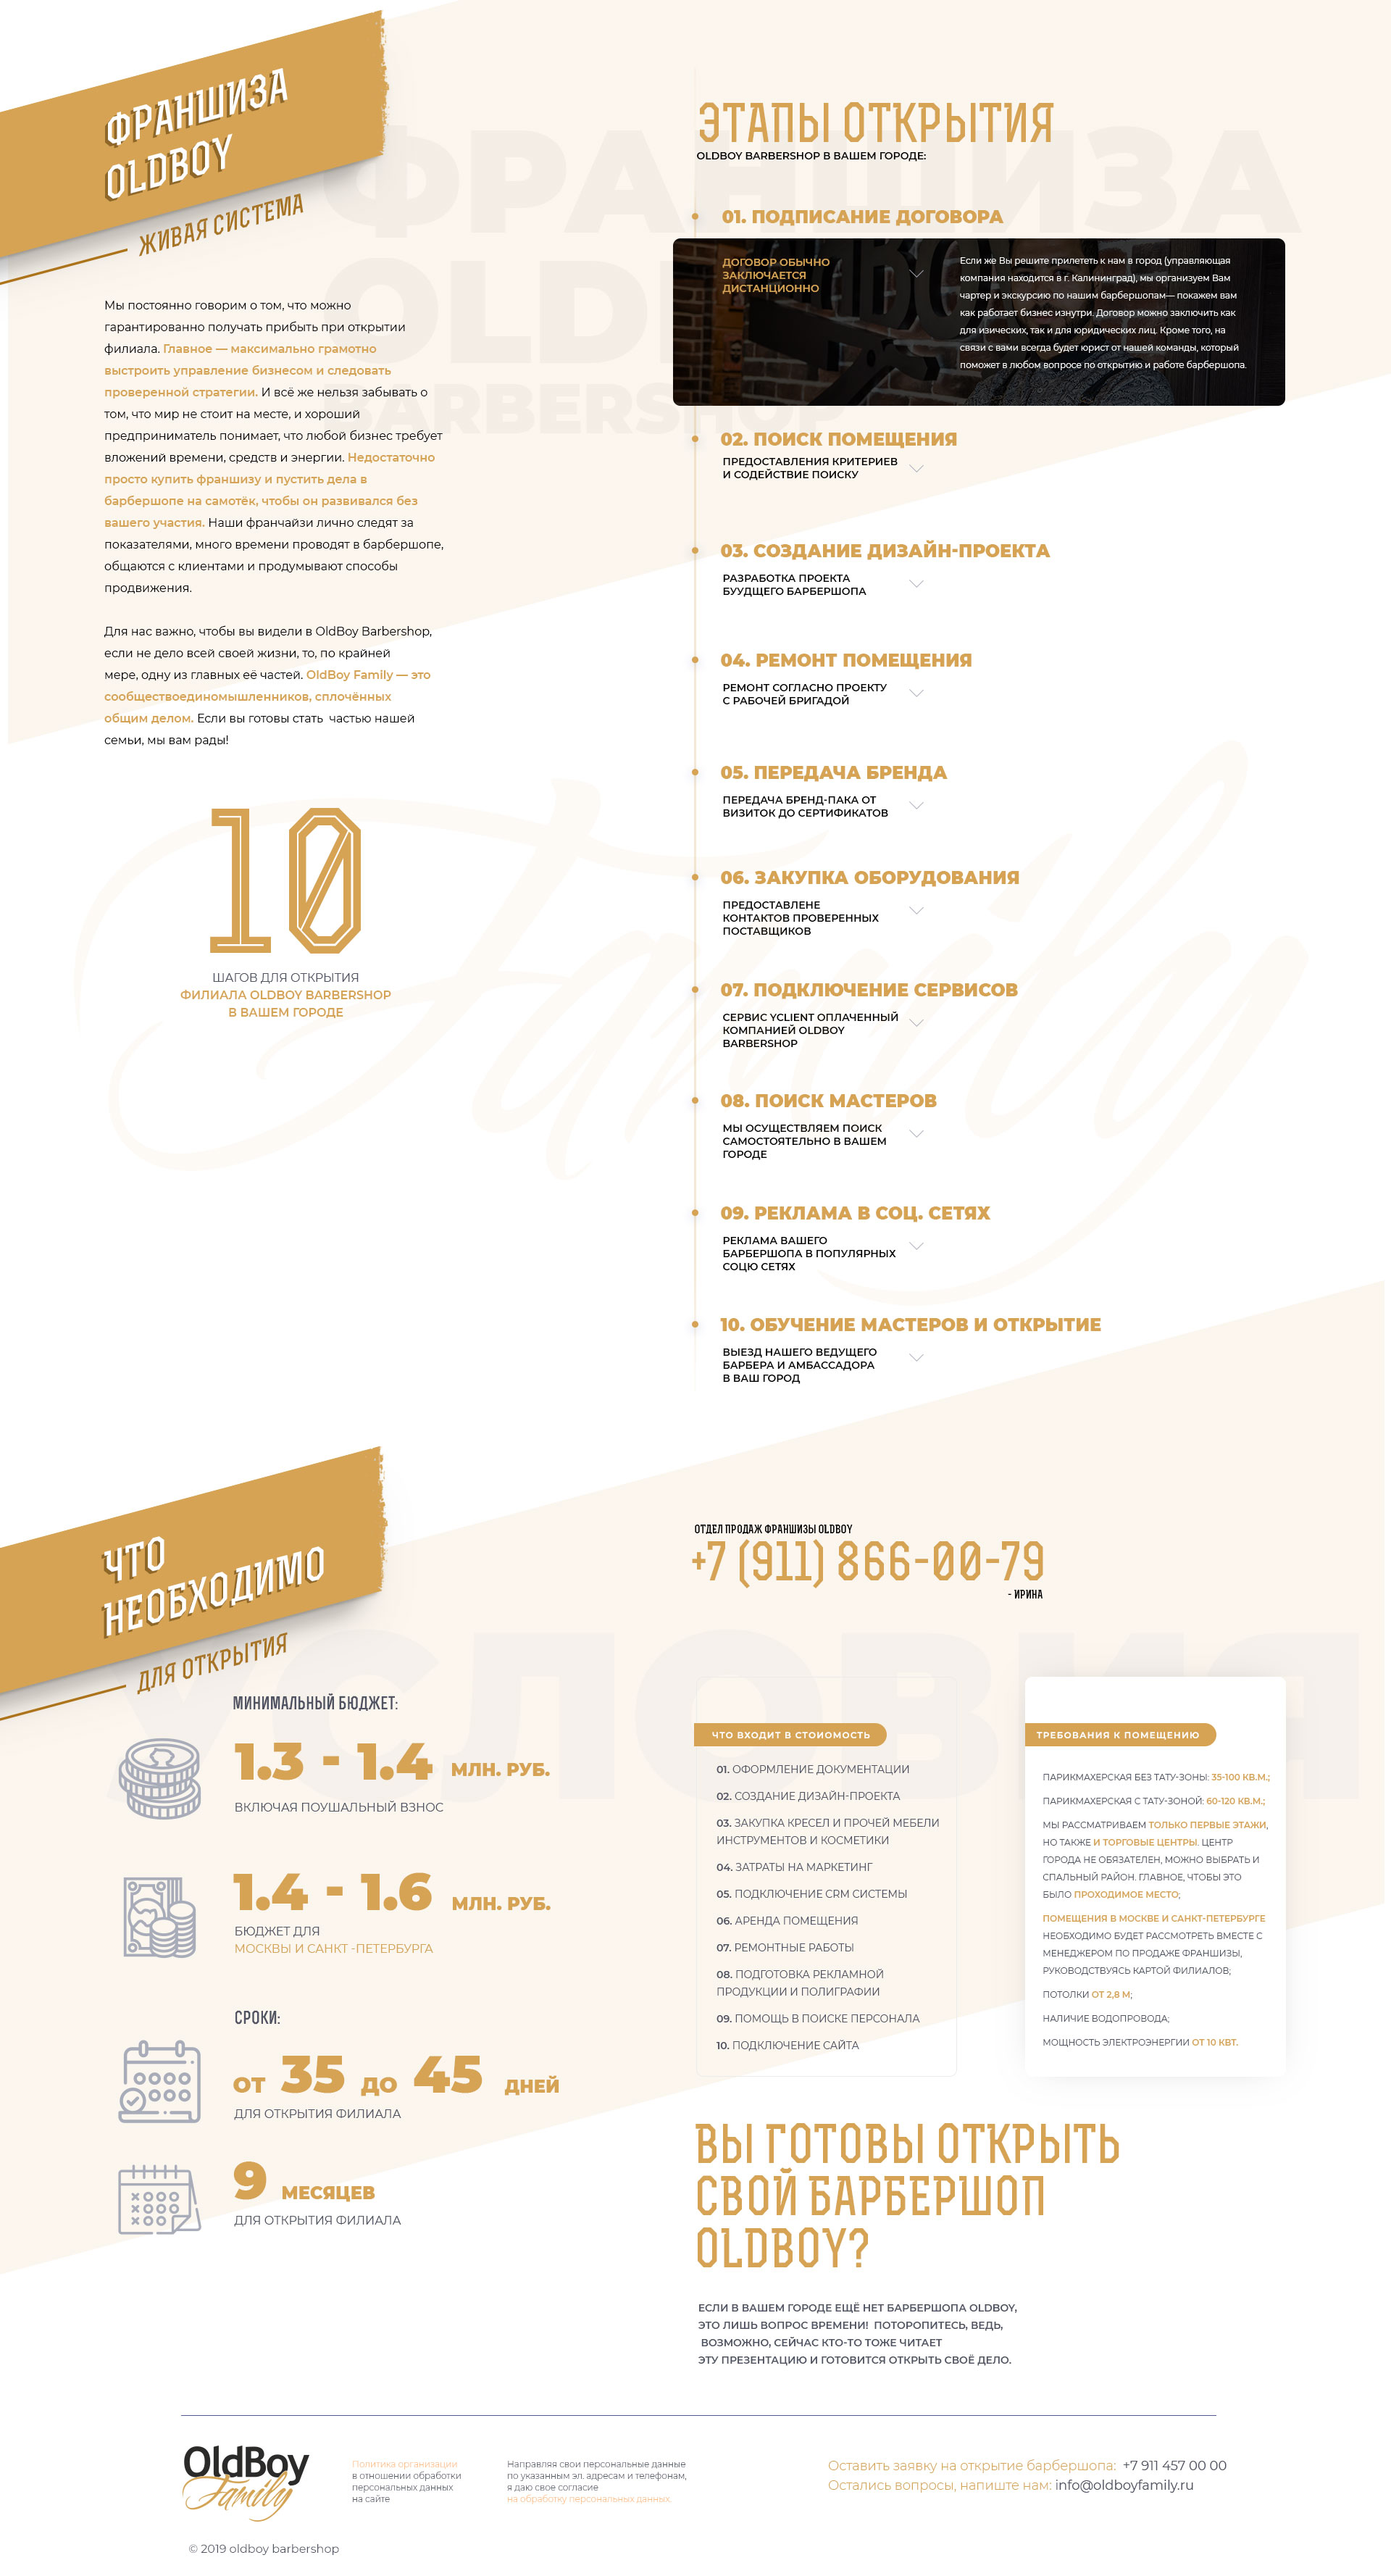 ФРАНШИЗА
OLDBOY
ЖИВАЯ СИСТЕМА
ФРАНШИЗА
OLD
BARBERSHOP
Мы постоянно говорим о том, что можно
гарантированно получать прибыть при открытии
филиала. Главное — максимально грамотно
выстроить управление бизнесом и следовать
проверенной стратегии. И всё же нельзя забывать о
том, что мир не стоит на месте, и хороший
предприниматель понимает, что любой бизнес требует
вложений времени, средств и энергии. Недостаточно
просто купить франшизу и пустить дела в
барбершопе на самотёк, чтобы он развивался без
вашего участия. Наши франчайзи лично следят за
показателями, много времени проводят в барбершопе,
общаются с клиентами и продумывают способы
продвижения.
Для нас важно, чтобы вы видели в OldBoy Barbershop,
если не дело всей своей жизни, то, по крайней
мере, одну из главных её частей. OldBoy Family — это
сообществоединомышленников, сплочённых
общим делом. Если вы готовы стать  частью нашей
семьи, мы вам рады!
10
ШАГОВ ДЛЯ ОТКРЫТИЯ
ФИЛИАЛА OLDBOY BARBERSHOP
В ВАШЕМ ГОРОДЕ
Family
ЭТАПЫ ОТКРЫТИЯ
OLDBOY BARBERSHOP В ВАШЕМ ГОРОДЕ:
01. ПОДПИСАНИЕ ДОГОВОРА
ДОГОВОР ОБЫЧНО
ЗАКЛЮЧАЕТСЯ
ДИСТАНЦИОННО
Если же Вы решите прилететь к нам в город (управляющая
компания находится в г. Калининград), мы организуем Вам
чартер и экскурсию по нашим барбершопам— покажем вам
как работает бизнес изнутри. Договор можно заключить как
для изических, так и для юридических лиц. Кроме того, на
связи с вами всегда будет юрист от нашей команды, который
поможет в любом вопросе по открытию и работе барбершопа.
02. ПОИСК ПОМЕЩЕНИЯ
ПРЕДОСТАВЛЕНИЯ КРИТЕРИЕВ
И СОДЕЙСТВИЕ ПОИСКУ
03. СОЗДАНИЕ ДИЗАЙН-ПРОЕКТА
РАЗРАБОТКА ПРОЕКТА
БУУДЩЕГО БАРБЕРШОПА
04. РЕМОНТ ПОМЕЩЕНИЯ
РЕМОНТ СОГЛАСНО ПРОЕКТУ
С РАБОЧЕЙ БРИГАДОЙ
05. ПЕРЕДАЧА БРЕНДА
ПЕРЕДАЧА БРЕНД-ПАКА ОТ
ВИЗИТОК ДО СЕРТИФИКАТОВ
06. ЗАКУПКА ОБОРУДОВАНИЯ
ПРЕДОСТАВЛЕНЕ
КОНТАКТОВ ПРОВЕРЕННЫХ
ПОСТАВЩИКОВ
07. ПОДКЛЮЧЕНИЕ СЕРВИСОВ
СЕРВИС YCLIENT ОПЛАЧЕННЫЙ
КОМПАНИЕЙ OLDBOY
BARBERSHOP
08. ПОИСК МАСТЕРОВ
МЫ ОСУЩЕСТВЛЯЕМ ПОИСК
САМОСТОЯТЕЛЬНО В ВАШЕМ
ГОРОДЕ
09. РЕКЛАМА В СОЦ. СЕТЯХ
РЕКЛАМА ВАШЕГО
БАРБЕРШОПА В ПОПУЛЯРНЫХ
СОЦЮ СЕТЯХ
10. ОБУЧЕНИЕ МАСТЕРОВ И ОТКРЫТИЕ
ВЫЕЗД НАШЕГО ВЕДУЩЕГО
БАРБЕРА И АМБАССАДОРА
В ВАШ ГОРОД
ЧТО
НЕОБХОДИМО
ДЛЯ ОТКРЫТИЯ
УСЛОВИЯ
МИНИМАЛЬНЫЙ БЮДЖЕТ:
1.3 - 1.4 МЛН. РУБ.
ВКЛЮЧАЯ ПОУШАЛЬНЫЙ ВЗНОС
1.4 - 1.6 МЛН. РУБ.
БЮДЖЕТ ДЛЯ
МОСКВЫ И САНКТ -ПЕТЕРБУРГА
СРОКИ:
ОТ 35 ДО 45 ДНЕЙ
ДЛЯ ОТКРЫТИЯ ФИЛИАЛА
9 МЕСЯЦЕВ
ДЛЯ ОТКРЫТИЯ ФИЛИАЛА
ОТДЕЛ ПРОДАЖ ФРАНШИЗЫ OLDBOY
+7 (911) 866-00-79
- ИРИНА
ЧТО ВХОДИТ В СТОИОМОСТЬ
01. ОФОРМЛЕНИЕ ДОКУМЕНТАЦИИ
02. СОЗДАНИЕ ДИЗАЙН-ПРОЕКТА
03. ЗАКУПКА КРЕСЕЛ И ПРОЧЕЙ МЕБЕЛИ
ИНСТРУМЕНТОВ И КОСМЕТИКИ
04. ЗАТРАТЫ НА МАРКЕТИНГ
05. ПОДКЛЮЧЕНИЕ CRM СИСТЕМЫ
06. АРЕНДА ПОМЕЩЕНИЯ
07. РЕМОНТНЫЕ РАБОТЫ
08. ПОДГОТОВКА РЕКЛАМНОЙ
ПРОДУКЦИИ И ПОЛИГРАФИИ
09. ПОМОЩЬ В ПОИСКЕ ПЕРСОНАЛА
10. ПОДКЛЮЧЕНИЕ САЙТА
ТРЕБОВАНИЯ К ПОМЕЩЕНИЮ
ПАРИКМАХЕРСКАЯ БЕЗ ТАТУ-ЗОНЫ: 35-100 КВ.М.;
ПАРИКМАХЕРСКАЯ С ТАТУ-ЗОНОЙ: 60-120 КВ.М.;
МЫ РАССМАТРИВАЕМ ТОЛЬКО ПЕРВЫЕ ЭТАЖИ,
НО ТАКЖЕ И ТОРГОВЫЕ ЦЕНТРЫ. ЦЕНТР
ГОРОДА НЕ ОБЯЗАТЕЛЕН, МОЖНО ВЫБРАТЬ И
СПАЛЬНЫЙ РАЙОН. ГЛАВНОЕ, ЧТОБЫ ЭТО
БЫЛО ПРОХОДИМОЕ МЕСТО;
ПОМЕЩЕНИЯ В МОСКВЕ И САНКТ-ПЕТЕРБУРГЕ
НЕОБХОДИМО БУДЕТ РАССМОТРЕТЬ ВМЕСТЕ С
МЕНЕДЖЕРОМ ПО ПРОДАЖЕ ФРАНШИЗЫ,
РУКОВОДСТВУЯСЬ КАРТОЙ ФИЛИАЛОВ;
ПОТОЛКИ ОТ 2,8 М;
НАЛИЧИЕ ВОДОПРОВОДА;
МОЩНОСТЬ ЭЛЕКТРОЭНЕРГИИ ОТ 10 КВТ.
ВЫ ГОТОВЫ ОТКРЫТЬ
СВОЙ БАРБЕРШОП
OLDBOY?
ЕСЛИ В ВАШЕМ ГОРОДЕ ЕЩЁ НЕТ БАРБЕРШОПА OLDBOY,
ЭТО ЛИШЬ ВОПРОС ВРЕМЕНИ!  ПОТОРОПИТЕСЬ, ВЕДЬ,
ВОЗМОЖНО, СЕЙЧАС КТО-ТО ТОЖЕ ЧИТАЕТ
ЭТУ ПРЕЗЕНТАЦИЮ И ГОТОВИТСЯ ОТКРЫТЬ СВОЁ ДЕЛО.
OldBoy
Family
Политика организации
в отношении обработки
персональных данных
на сайте
Направляя свои персональные данные
по указанным эл. адресам и телефонам,
я даю свое согласие
на обработку персональных данных.
Оставить заявку на открытие барбершопа: +7 911 457 00 00
Остались вопросы, напиште нам: info@oldboyfamily.ru
© 2019 oldboy barbershop